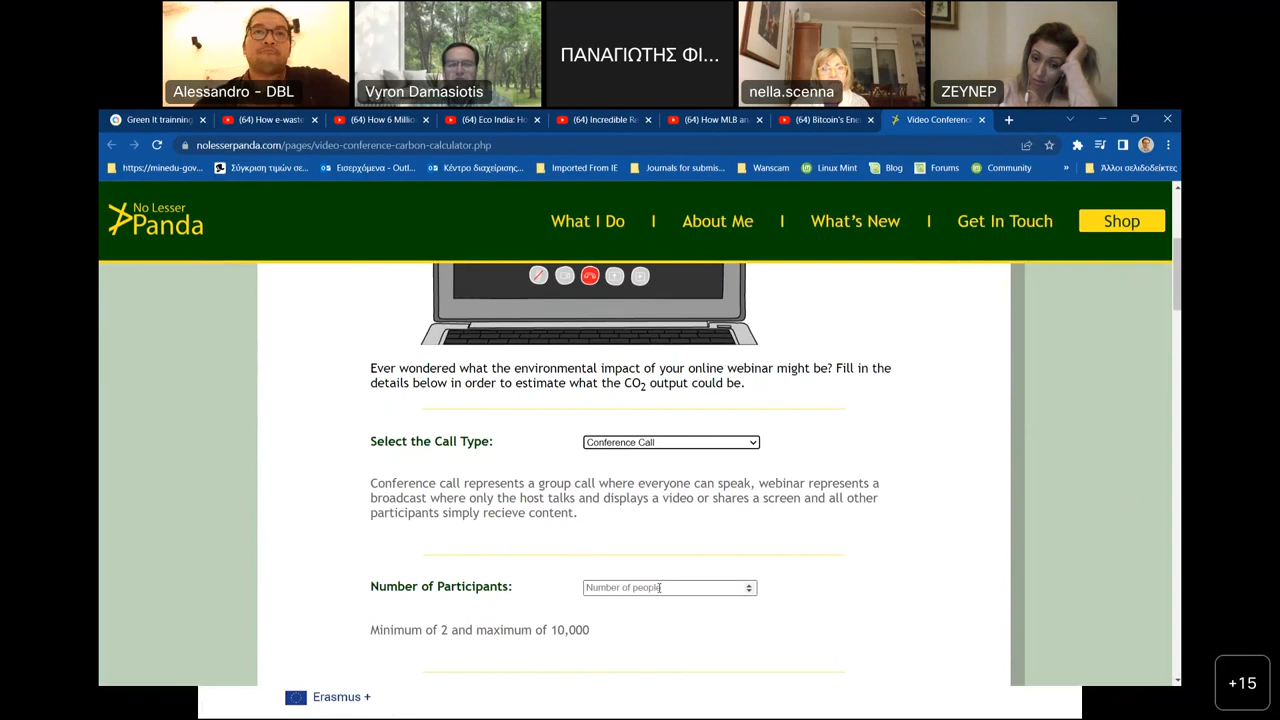 ΠΑΝΑΓΙΩΤΗΣ ΦΙ...
Alessandro - DBL
Vyron Damasiotis
nella.scenna
ZEYNEP
Green It trainning
(64) How e-waste
(64) How 6 Millio
(64) Eco India: Ho
(64) Incredible Re
(64) How MLB an
(64) Bitcoin's Ene
Video Conferenc
nolesserpanda.com/pages/video-conference-carbon-calculator.php
https://minedu-gov...
Σύγκριση τιμών σε...
Εισερχόμενα - Outl...
Κέντρο διαχείρισης...
Imported From IE
Journals for submis...
Wanscam
Linux Mint
Blog
Forums
Community
»
Άλλοι σελιδοδείκτες
No Lesser
Panda
What I Do
About Me
What's New
Get In Touch
Shop
Ever wondered what the environmental impact of your online webinar might be? Fill in the
details below in order to estimate what the CO2 output could be.
Select the Call Type:
Conference Call
Conference call represents a group call where everyone can speak, webinar represents a
broadcast where only the host talks and displays a video or shares a screen and all other
participants simply recieve content.
Number of Participants:
Number of people
Minimum of 2 and maximum of 10,000
Erasmus +
+15